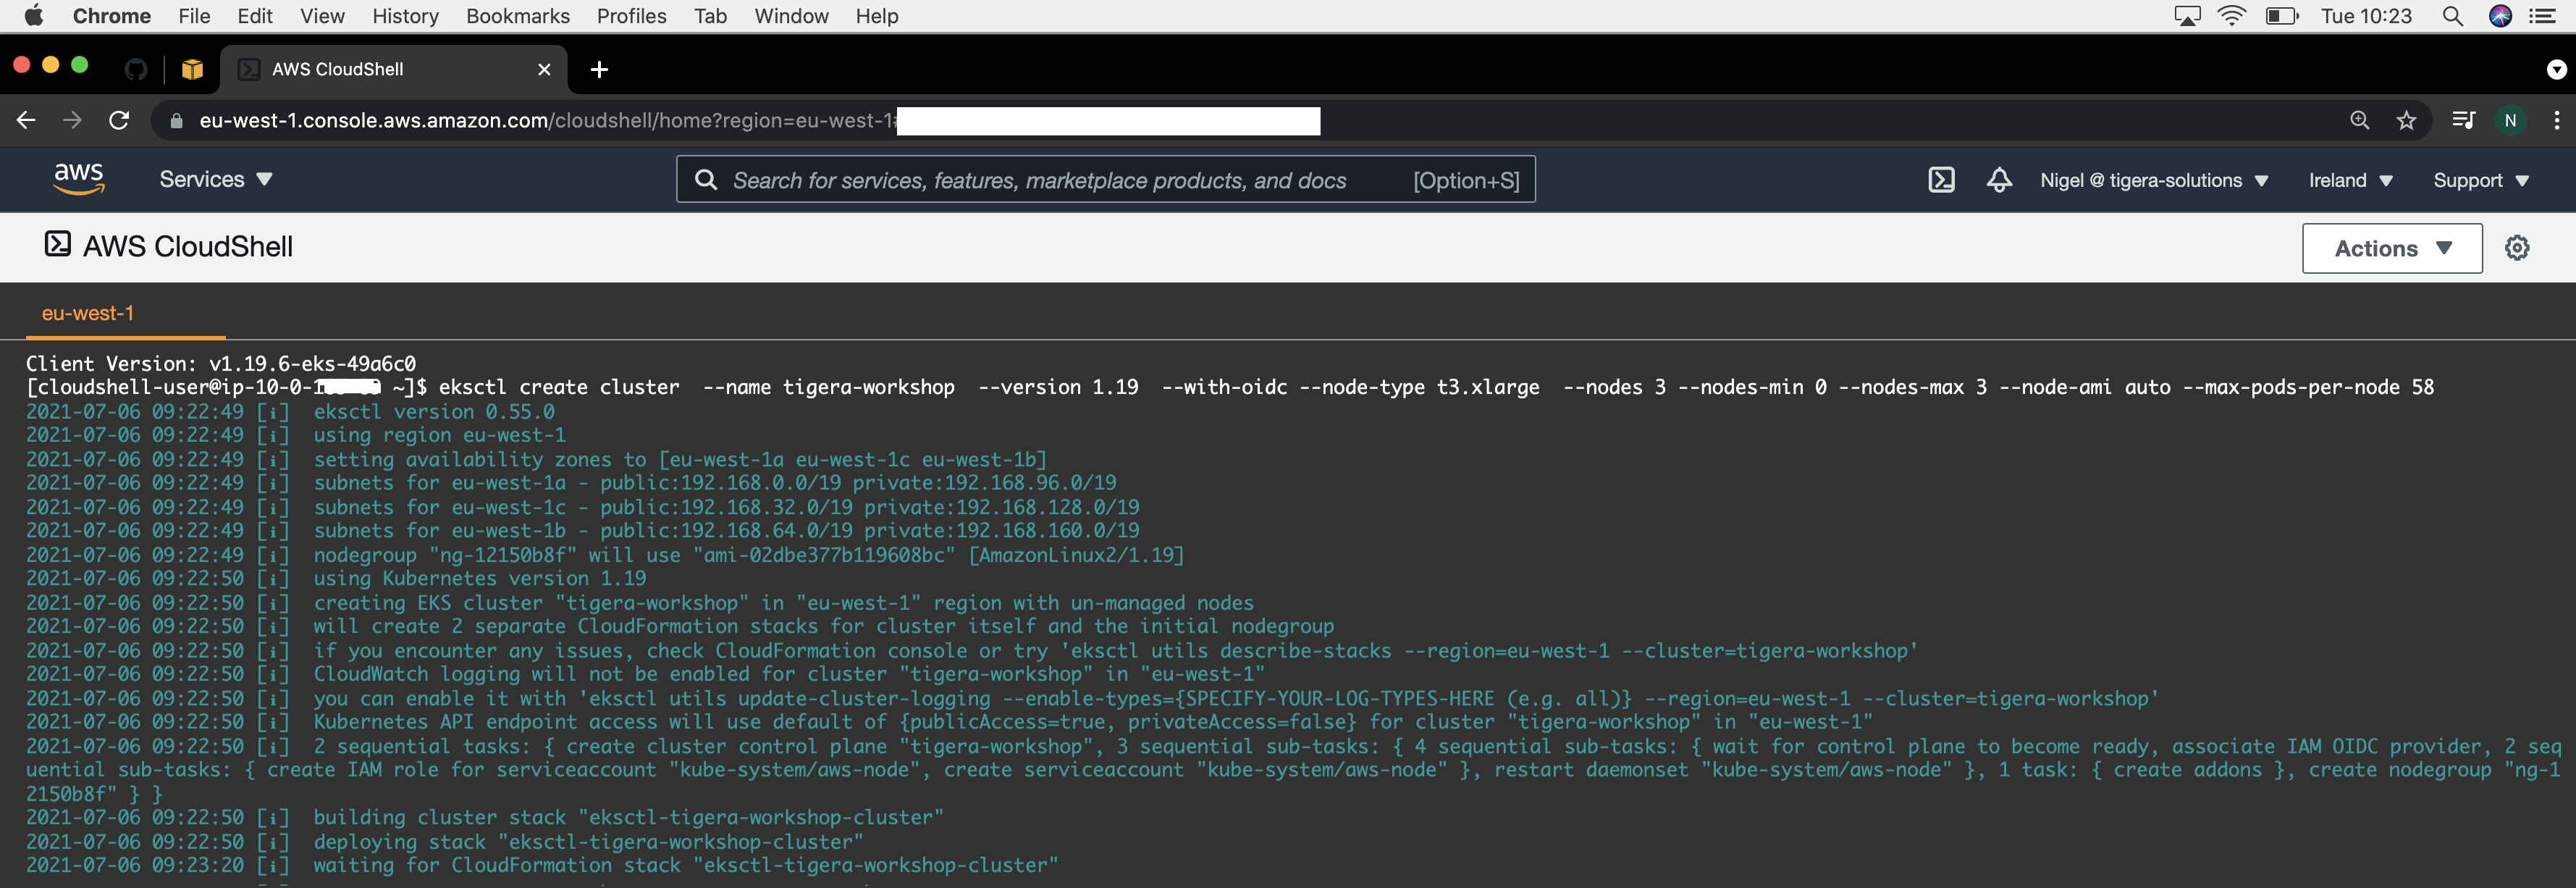 Chrome File Edit View History Bookmarks Profiles Tab Window Help Tue 10:23
AWS CloudShell
eu-west-1.console.aws.amazon.com/cloudshell/home?region=eu-west-1 N
aws Services Search for services, features, marketplace products, and docs [Option+S] Nigel @ tigera-solutions Ireland Support
AWS CloudShell Actions
eu-west-1
Client Version: v1.19.6-eks-49a6c0
[cloudshell-user@ip-10-0-1 ~]$ eksctl create cluster  --name tigera-workshop  --version 1.19  --with-oidc --node-type t3.xlarge  --nodes 3 --nodes-min 0 --nodes-max 3 --node-ami auto --max-pods-per-node 58
2021-07-06 09:22:49 [ℹ]  eksctl version 0.55.0
2021-07-06 09:22:49 [ℹ]  using region eu-west-1
2021-07-06 09:22:49 [ℹ]  setting availability zones to [eu-west-1a eu-west-1c eu-west-1b]
2021-07-06 09:22:49 [ℹ]  subnets for eu-west-1a - public:192.168.0.0/19 private:192.168.96.0/19
2021-07-06 09:22:49 [ℹ]  subnets for eu-west-1c - public:192.168.32.0/19 private:192.168.128.0/19
2021-07-06 09:22:49 [ℹ]  subnets for eu-west-1b - public:192.168.64.0/19 private:192.168.160.0/19
2021-07-06 09:22:49 [ℹ]  nodegroup "ng-12150b8f" will use "ami-02dbe377b119608bc" [AmazonLinux2/1.19]
2021-07-06 09:22:50 [ℹ]  using Kubernetes version 1.19
2021-07-06 09:22:50 [ℹ]  creating EKS cluster "tigera-workshop" in "eu-west-1" region with un-managed nodes
2021-07-06 09:22:50 [ℹ]  will create 2 separate CloudFormation stacks for cluster itself and the initial nodegroup
2021-07-06 09:22:50 [ℹ]  if you encounter any issues, check CloudFormation console or try 'eksctl utils describe-stacks --region=eu-west-1 --cluster=tigera-workshop'
2021-07-06 09:22:50 [ℹ]  CloudWatch logging will not be enabled for cluster "tigera-workshop" in "eu-west-1"
2021-07-06 09:22:50 [ℹ]  you can enable it with 'eksctl utils update-cluster-logging --enable-types={SPECIFY-YOUR-LOG-TYPES-HERE (e.g. all)} --region=eu-west-1 --cluster=tigera-workshop'
2021-07-06 09:22:50 [ℹ]  Kubernetes API endpoint access will use default of {publicAccess=true, privateAccess=false} for cluster "tigera-workshop" in "eu-west-1"
2021-07-06 09:22:50 [ℹ]  2 sequential tasks: { create cluster control plane "tigera-workshop", 3 sequential sub-tasks: { 4 sequential sub-tasks: { wait for control plane to become ready, associate IAM OIDC provider, 2 seq
uential sub-tasks: { create IAM role for serviceaccount "kube-system/aws-node", create serviceaccount "kube-system/aws-node" }, restart daemonset "kube-system/aws-node" }, 1 task: { create addons }, create nodegroup "ng-1
2150b8f" } }
2021-07-06 09:22:50 [ℹ]  building cluster stack "eksctl-tigera-workshop-cluster"
2021-07-06 09:22:50 [ℹ]  deploying stack "eksctl-tigera-workshop-cluster"
2021-07-06 09:23:20 [ℹ]  waiting for CloudFormation stack "eksctl-tigera-workshop-cluster"